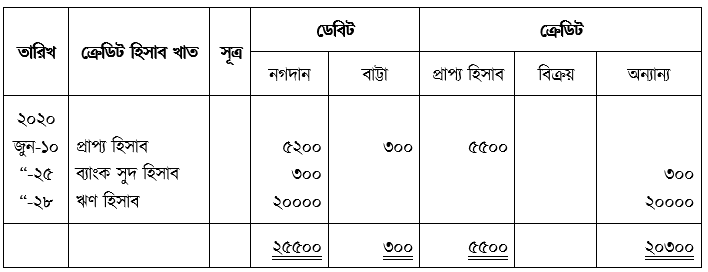 তারিখ ক্রেডিট হিসাব খাত সূত্র ডেবিট ক্রেডিট
নগদান বাট্টা প্রাপ্য হিসাব বিক্রয় অন্যান্য
২০২০
জুন-১০ প্রাপ্য হিসাব ৫২০০ ৩০০ ৫৫০০
“-২৫ ব্যাংক সুদ হিসাব ৩০০ ৩০০
“-২৮ ঋণ হিসাব ২০০০০ ২০০০০
২৫৫০০ ৩০০ ৫৫০০ ২০৩০০